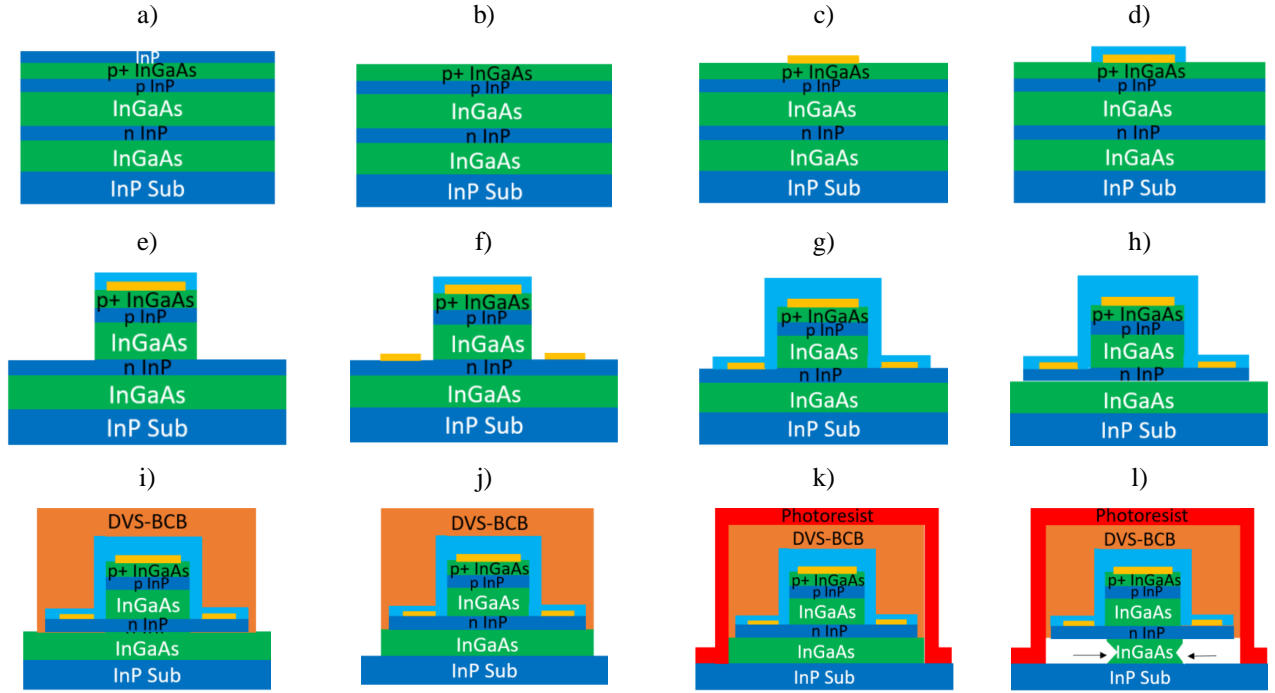 a)
b)
c)
d)
InP
p+ InGaAs
p InP
InGaAs
n InP
InGaAs
InP Sub
p+ InGaAs
p InP
InGaAs
n InP
InGaAs
InP Sub
p+ InGaAs
p InP
InGaAs
n InP
InGaAs
InP Sub
p+ InGaAs
p InP
InGaAs
n InP
InGaAs
InP Sub
e)
f)
g)
h)
p+ InGaAs
p InP
InGaAs
n InP
InGaAs
InP Sub
p+ InGaAs
p InP
InGaAs
n InP
InGaAs
InP Sub
p+ InGaAs
p InP
InGaAs
n InP
InGaAs
InP Sub
p+ InGaAs
p InP
InGaAs
n InP
InGaAs
InP Sub
i)
j)
k)
l)
DVS-BCB
p+ InGaAs
p InP
InGaAs
n InP
InGaAs
InP Sub
DVS-BCB
p+ InGaAs
p InP
InGaAs
n InP
InGaAs
InP Sub
Photoresist
DVS-BCB
p+ InGaAs
p InP
InGaAs
n InP
InGaAs
InP Sub
Photoresist
DVS-BCB
p+ InGaAs
p InP
InGaAs
n InP
InGaAs
InP Sub